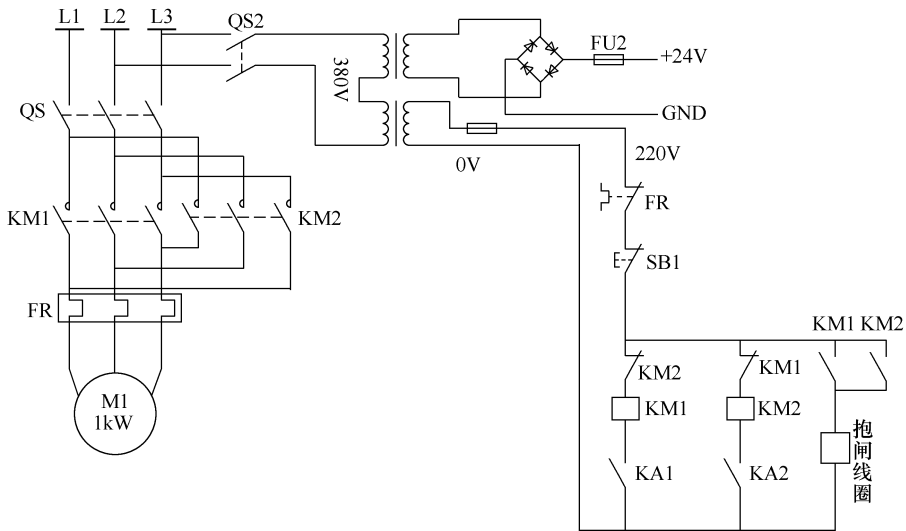 L1 L2 L3
QS2
FU2
+24V
380V
QS
GND
0V
220V
KM1
KM2
FR
SB1
FR
KM1 KM2
KM2
KM1
M1
1kW
KM1
KM2
抱闸线圈
KA1
KA2